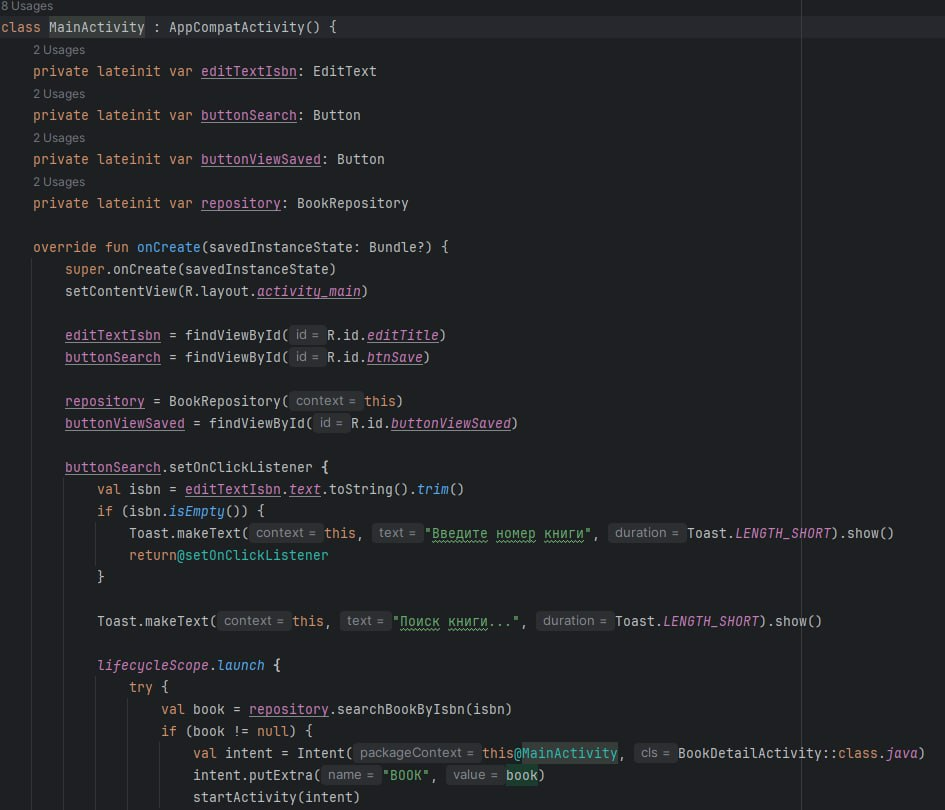 8 Usages
class MainActivity : AppCompatActivity() {
2 Usages
private lateinit var editTextIsbn: EditText
2 Usages
private lateinit var buttonSearch: Button
2 Usages
private lateinit var buttonViewSaved: Button
2 Usages
private lateinit var repository: BookRepository
override fun onCreate(savedInstanceState: Bundle?) {
super.onCreate(savedInstanceState)
setContentView(R.layout.activity_main)
editTextIsbn = findViewById( id = R.id.editTitle)
buttonSearch = findViewById( id = R.id.btnSave)
repository = BookRepository( context = this)
buttonViewSaved = findViewById( id = R.id.buttonViewSaved)
buttonSearch.setOnClickListener {
val isbn = editTextIsbn.text.toString().trim()
if (isbn.isEmpty()) {
Toast.makeText( context = this, text = "Введите номер книги", duration = Toast.LENGTH_SHORT).show()
return@setOnClickListener
}
Toast.makeText( context = this, text = "Поиск книги...", duration = Toast.LENGTH_SHORT).show()
lifecycleScope.launch {
try {
val book = repository.searchBookByIsbn(isbn)
if (book != null) {
val intent = Intent( packageContext = this@MainActivity, cls = BookDetailActivity::class.java)
intent.putExtra( name = "BOOK", value = book)
startActivity(intent)